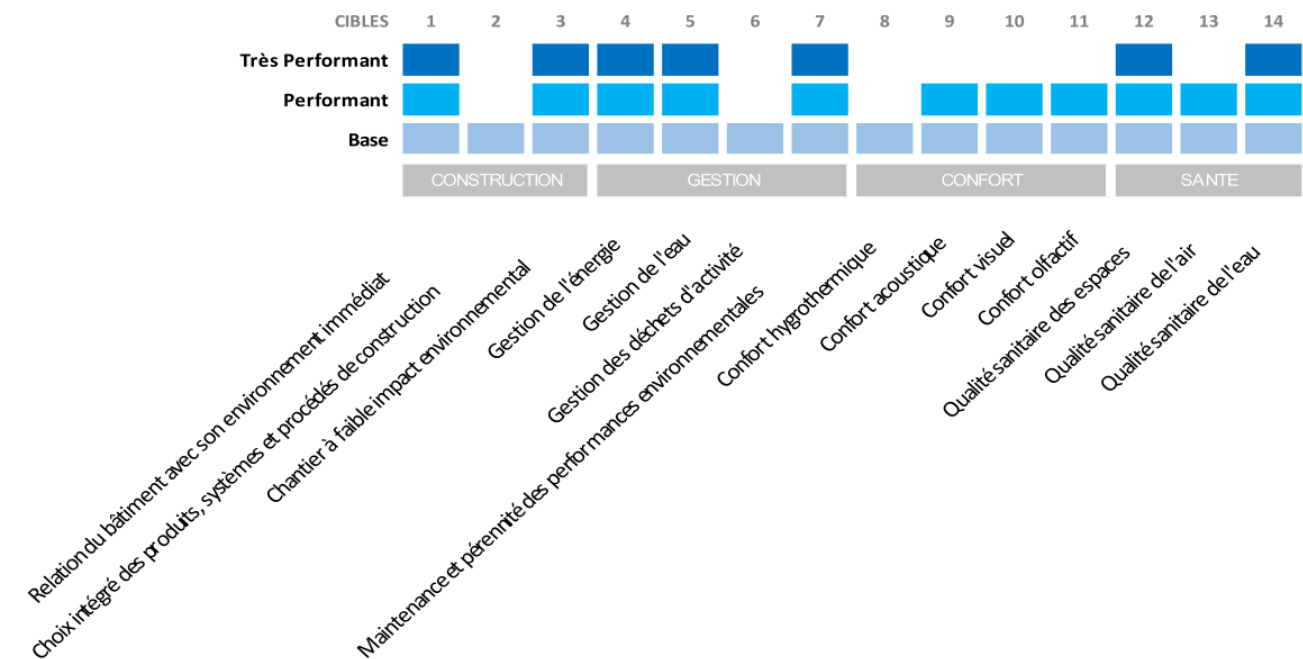 CIBLES 1 2 3 4 5 6 7 8 9 10 11 12 13 14
Très Performant
Performant
Base
CONSTRUCTION GESTION CONFORT SANTE
Relation du bâtiment avec son environnement immédiat
Choix intégré des produits, systèmes et procédés de construction
Chantier à faible impact environmental
Gestion de l'énergie
Gestion de l'eau
Gestion des déchets d'activité
Maintenance et pérennité des performances environnementales
Confort hygrothermique
Confort acoustique
Confort visuel
Confort olfactif
Qualité sanitaire des espaces
Qualité sanitaire de l'air
Qualité sanitaire de l'eau